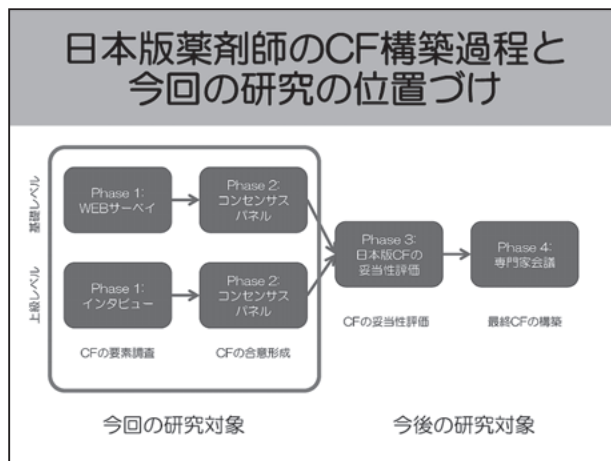 日本版薬剤師のCF構築過程と
今回の研究の位置づけ
基礎レベル
Phase 1:
WEBサーベイ
Phase 2:
コンセンサス
パネル
上級レベル
Phase 1:
インタビュー
Phase 2:
コンセンサス
パネル
Phase 3:
日本版CFの
妥当性評価
Phase 4:
専門家会議
CFの要素調査
CFの合意形成
CFの妥当性評価
最終CFの構築
今回の研究対象
今後の研究対象